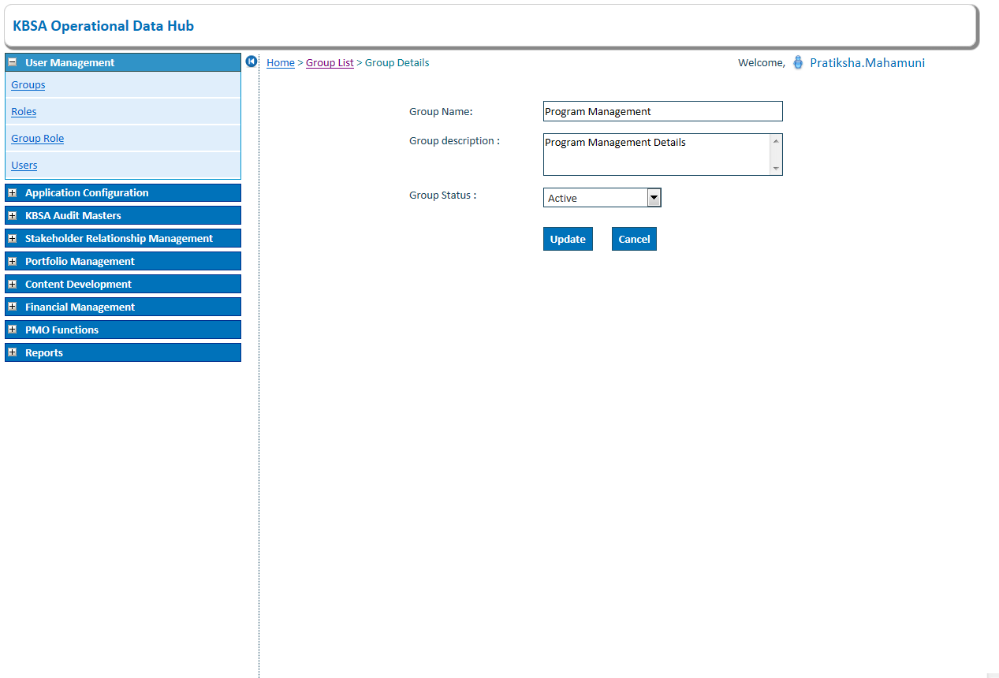 KBSA Operational Data Hub
User Management
Groups
Roles
Group Role
Users
Application Configuration
KBSA Audit Masters
Stakeholder Relationship Management
Portfolio Management
Content Development
Financial Management
PMO Functions
Reports
Home > Group List > Group Details
Welcome, Pratiksha.Mahamuni
Group Name: Program Management
Group description : Program Management Details
Group Status : Active
Update Cancel